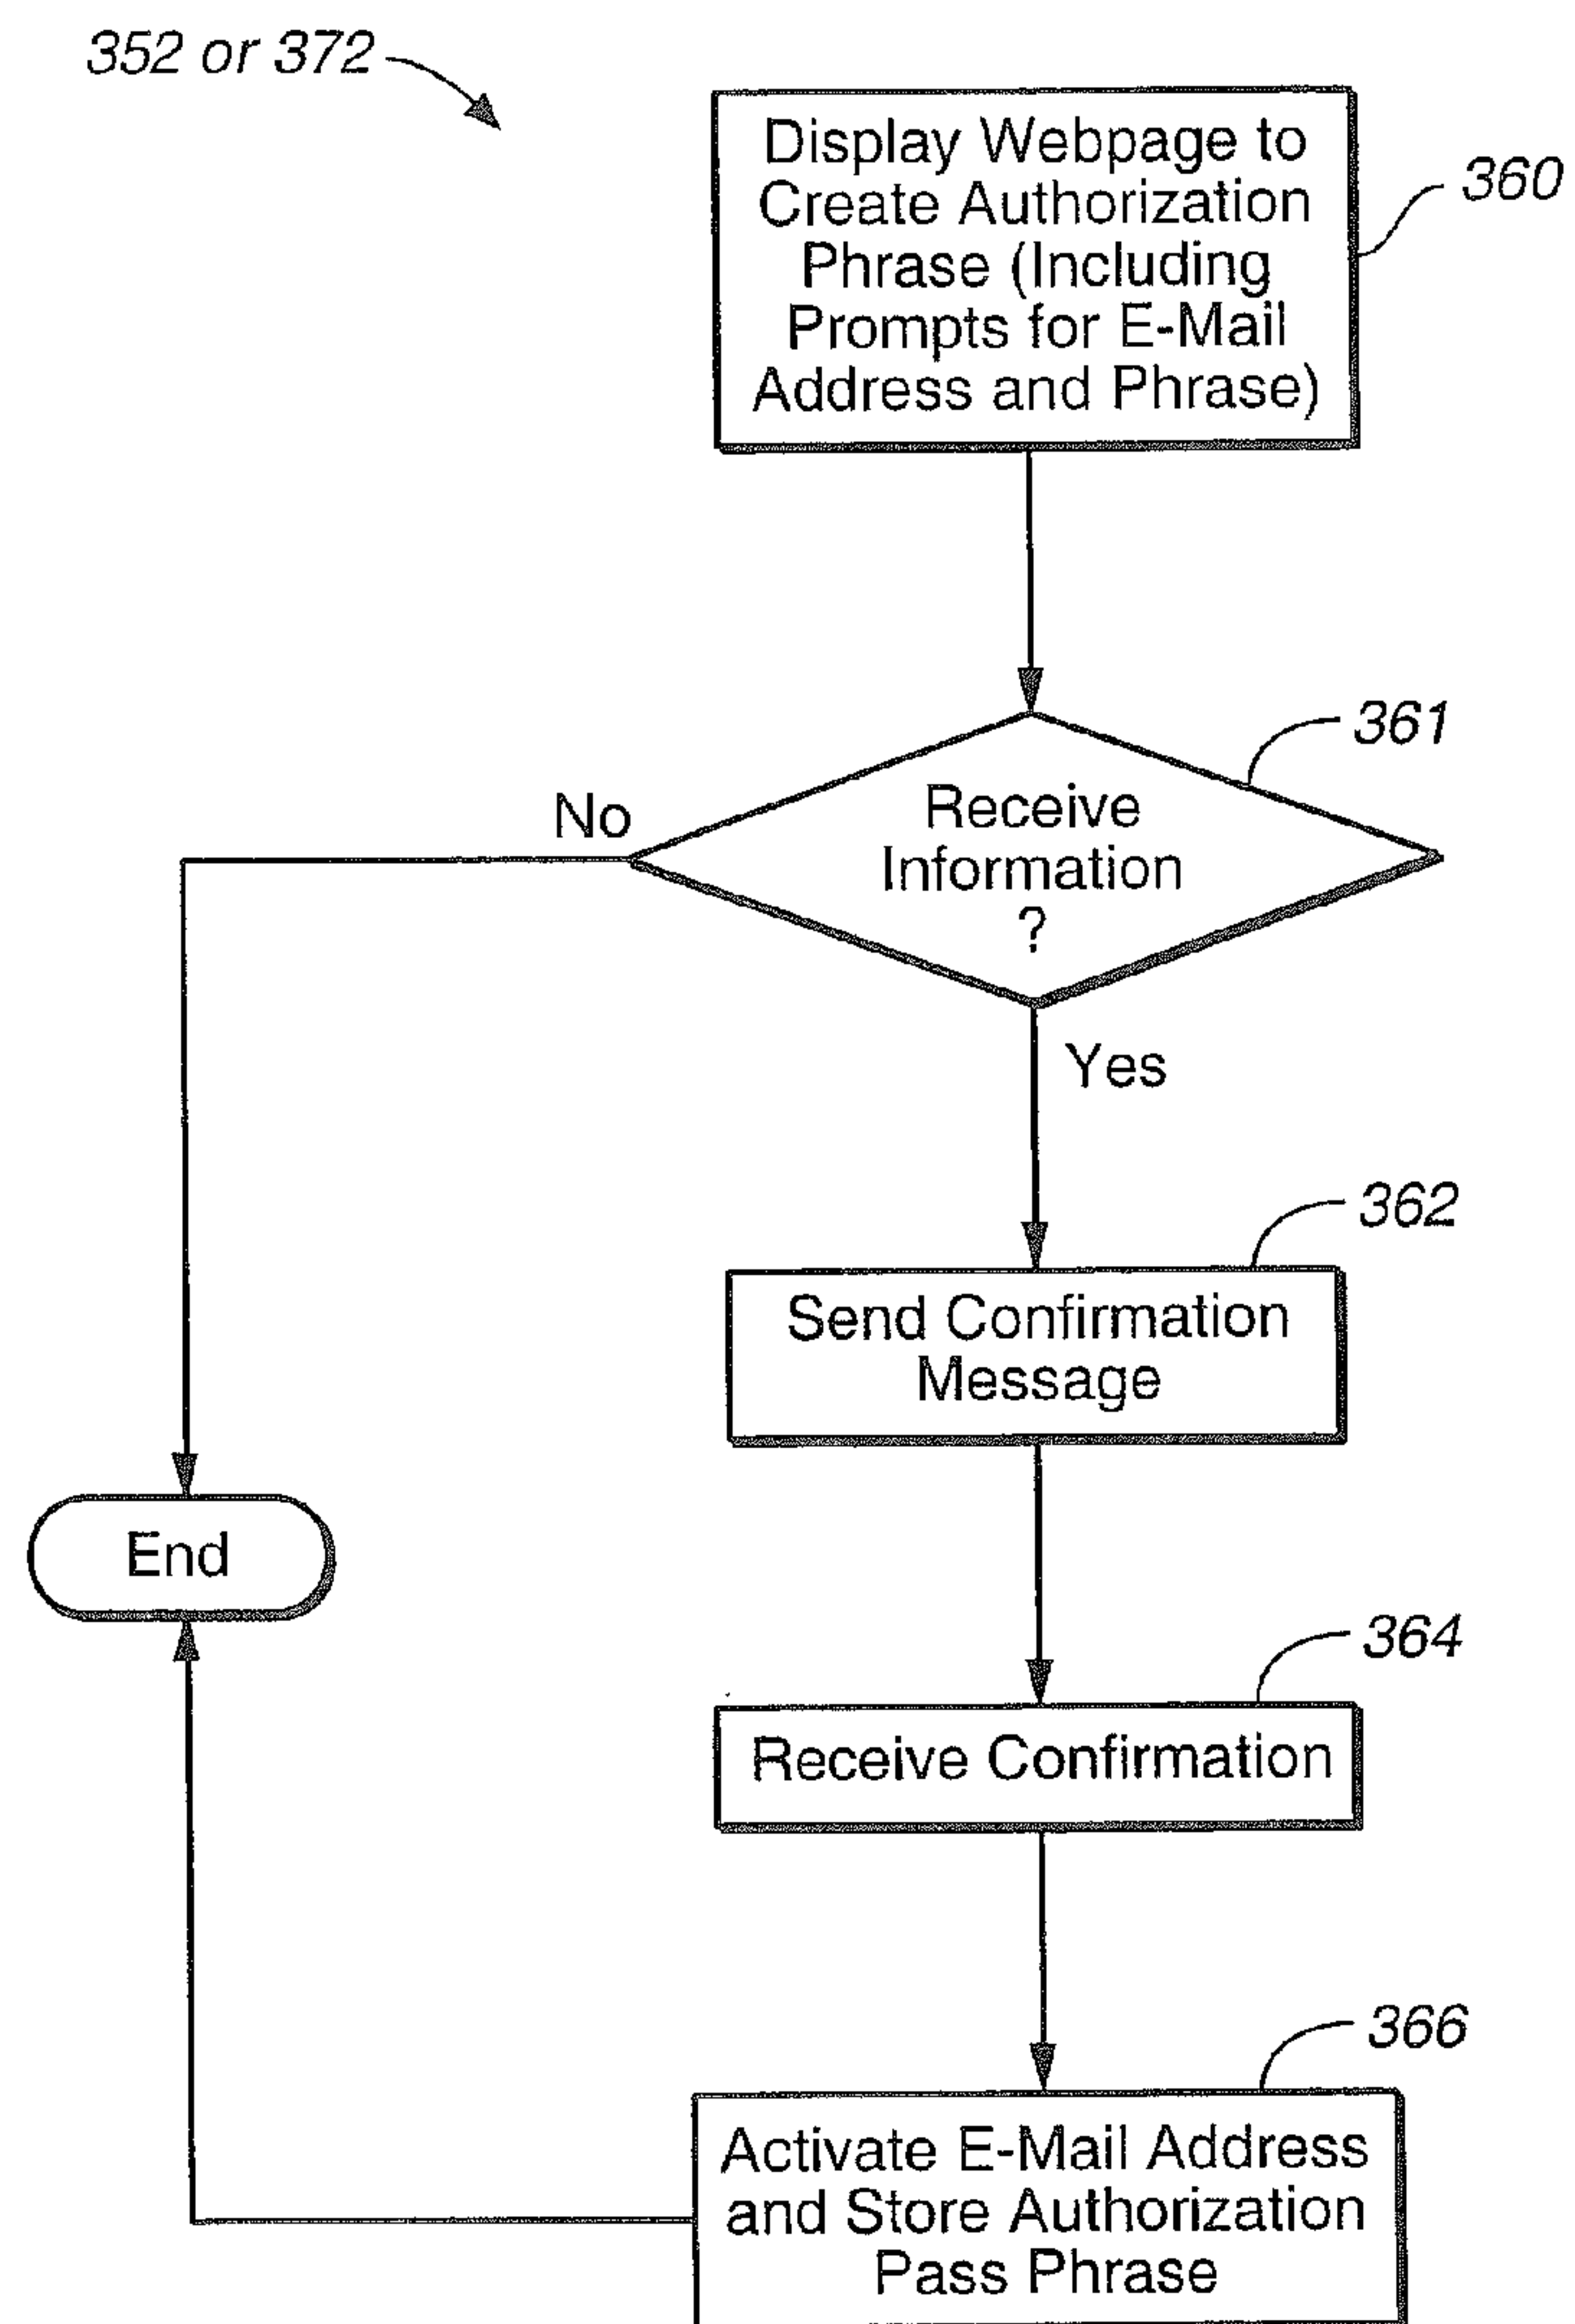 352 or 372
Display Webpage to
Create Authorization
Phrase (Including
Prompts for E-Mail
Address and Phrase)
360
361
Receive
Information
?
No
Yes
362
Send Confirmation
Message
End
364
Receive Confirmation
366
Activate E-Mail Address
and Store Authorization
Pass Phrase